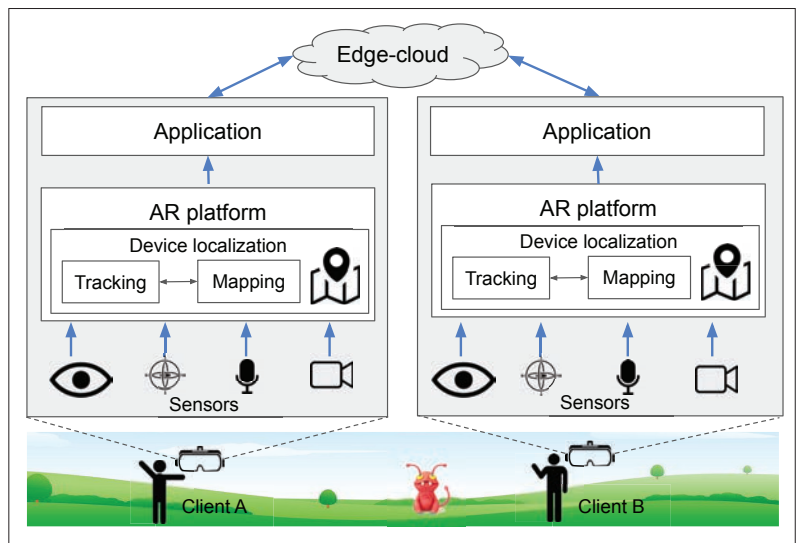 Edge-cloud
Application
AR platform
Device localization
Tracking
Mapping
Sensors
Application
AR platform
Device localization
Tracking
Mapping
Sensors
Client A
Client B